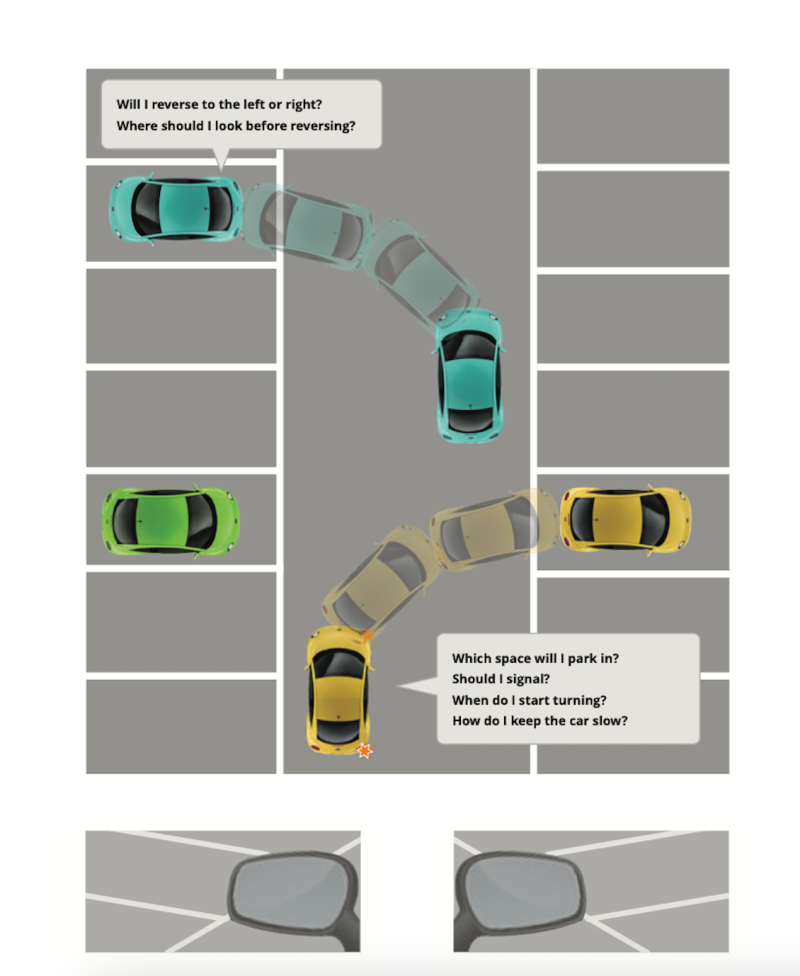 Will I reverse to the left or right?
Where should I look before reversing?
Which space will I park in?
Should I signal?
When do I start turning?
How do I keep the car slow?